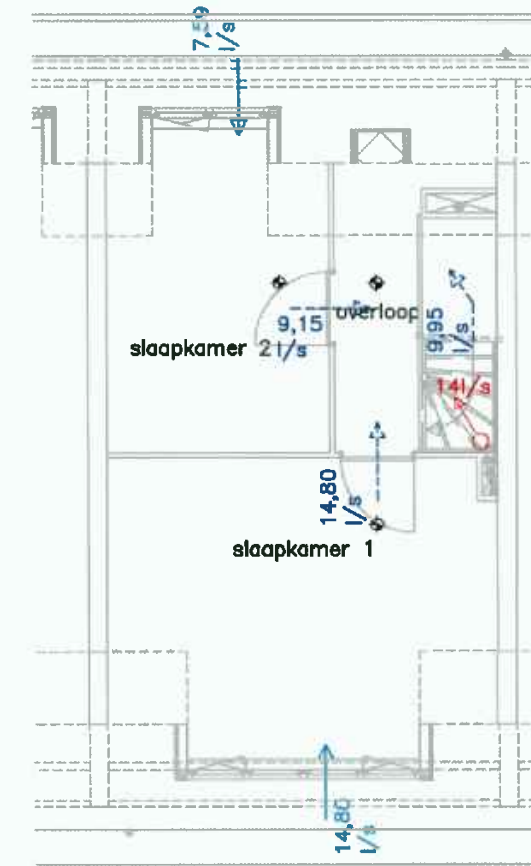 7,59
l/s
overloop
9,15
l/s
slaapkamer 2
9,95
l/s
14l/s
14,80
l/s
slaapkamer 1
14,80
l/s